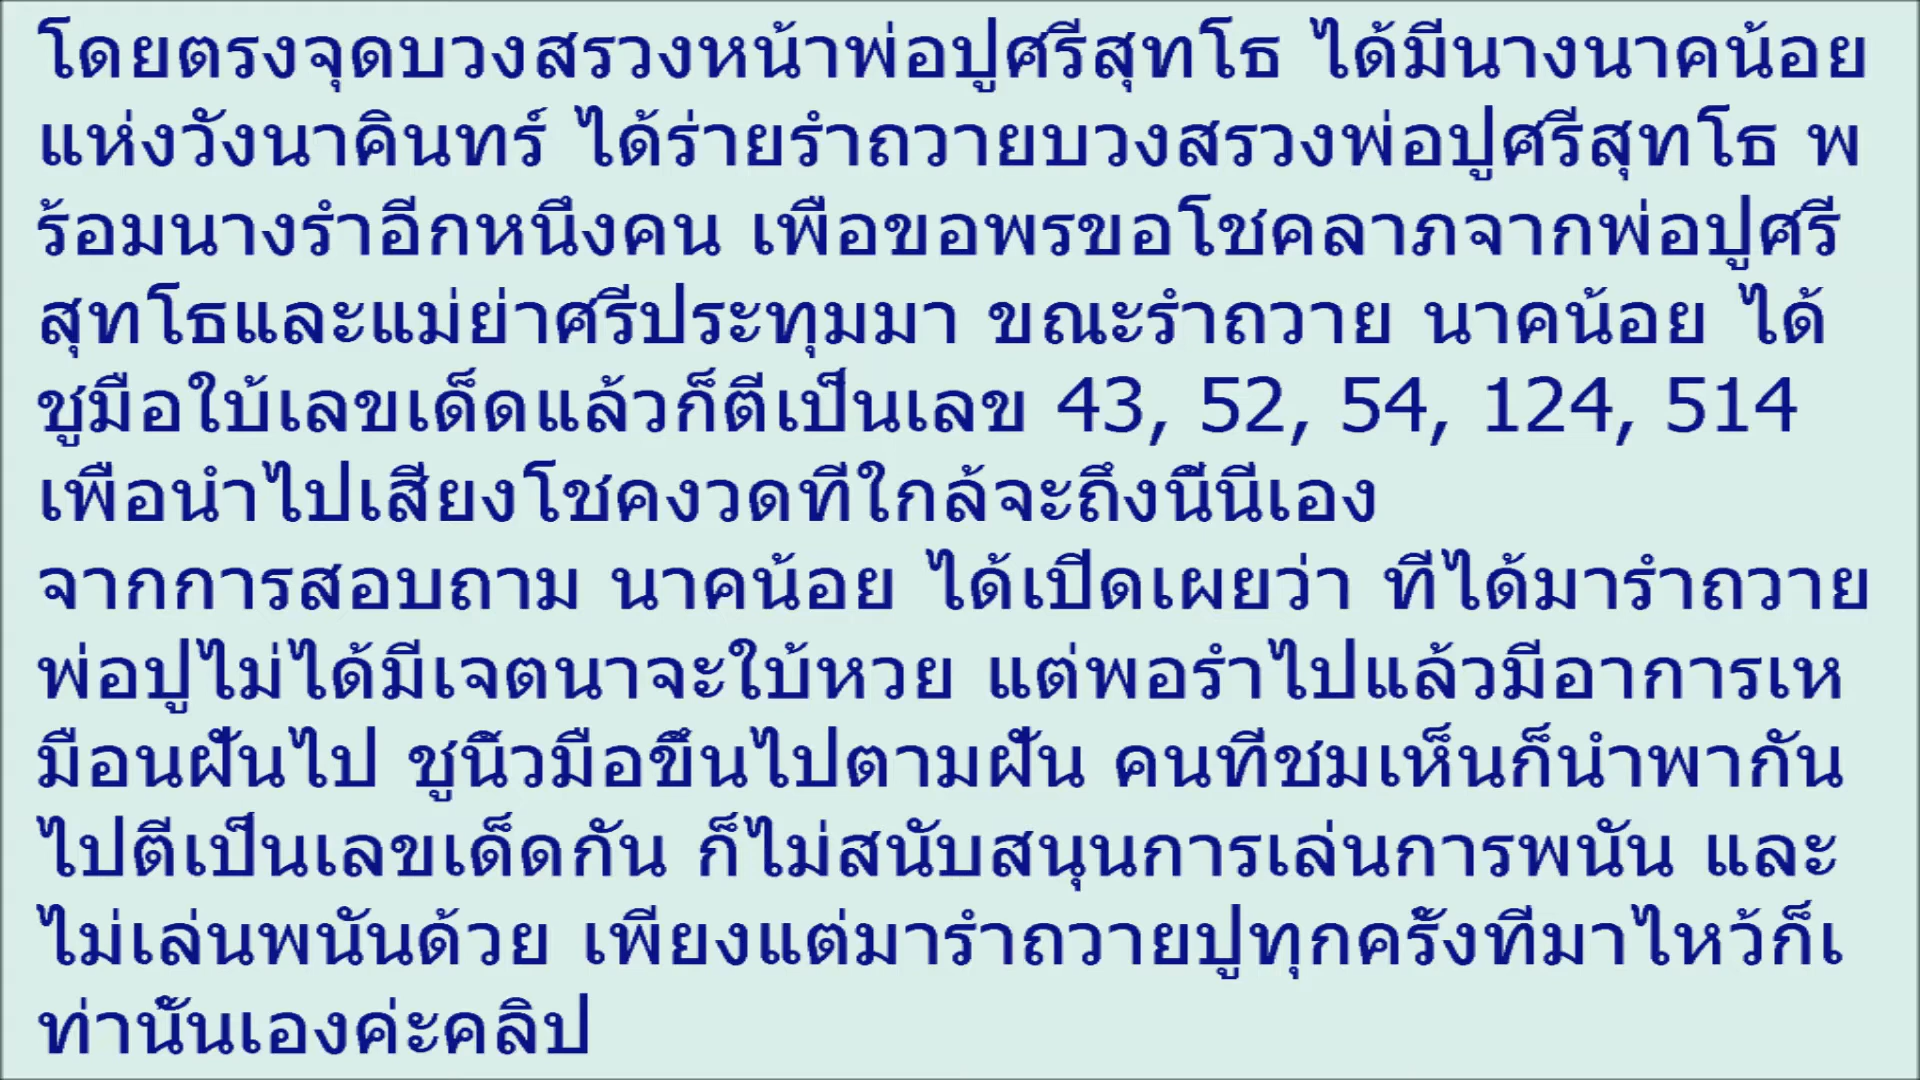 โดยตรงจุดบวงสรวงหน้าพ่อปู่ศรีสุทโธ ได้มีนางนาคน้อย
แห่งวังนาคินทร์ ได้ร่ายรำถวายบวงสรวงพ่อปู่ศรีสุทโธ พ
ร้อมนางรำอีกหนึ่งคน เพื่อขอพรขอโชคลาภจากพ่อปู่ศรี
สุทโธและแม่ย่าศรีประทุมมา ขณะรำถวาย นาคน้อย ได้
ชูมือใบ้เลขเด็ดแล้วก็ตีเป็นเลข 43, 52, 54, 124, 514
เพื่อนำไปเสี่ยงโชคงวดที่ใกล้จะถึงนี้นี่เอง
จากการสอบถาม นาคน้อย ได้เปิดเผยว่า ที่ได้มารำถวาย
พ่อปู่ไม่ได้มีเจตนาจะใบ้หวย แต่พอรำไปแล้วมีอาการเห
มือนฝันไป ชูนิ้วมือขึ้นไปตามฝัน คนที่ชมเห็นก็นำพากัน
ไปตีเป็นเลขเด็ดกัน ก็ไม่สนับสนุนการเล่นการพนัน และ
ไม่เล่นพนันด้วย เพียงแต่มารำถวายปู่ทุกครั้งที่มาไหว้ก็เ
ท่านั้นเองค่ะคลิป